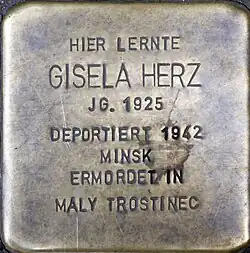 HIER LERNTE
GISELA HERZ
JG. 1925
DEPORTIERT 1942
MINSK
ERMORDET IN
MALY TROSTINEC